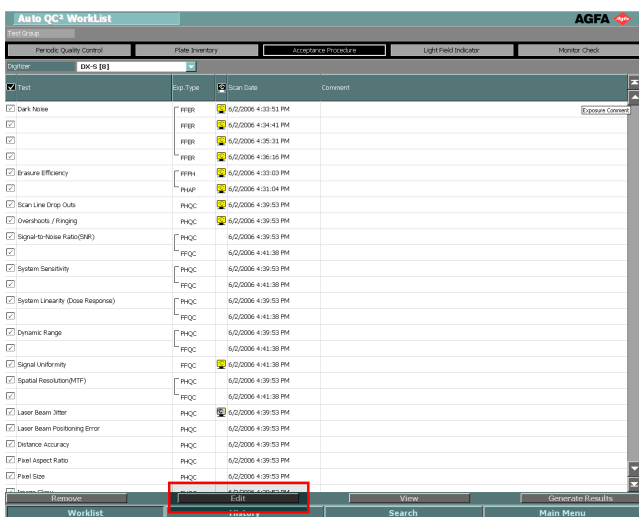 Auto QC² WorkList
AGFA
Test Group
Periodic Quality Control Plate Inventory Acceptance Procedure Light Field Indicator Monitor Check
Digitizer DX-S [8]
Test Exp.Type Scan Date Comment
Dark Noise FFER 6/2/2006 4:33:51 PM Exposure Comment
FFER 6/2/2006 4:34:41 PM
FFER 6/2/2006 4:35:31 PM
FFER 6/2/2006 4:36:16 PM
Erasure Efficiency FFPH 6/2/2006 4:33:03 PM
PHAP 6/2/2006 4:31:04 PM
Scan Line Drop Outs PHQC 6/2/2006 4:39:53 PM
Overshoots / Ringing PHQC 6/2/2006 4:39:53 PM
Signal-to-Noise Ratio(SNR) PHQC 6/2/2006 4:39:53 PM
FFQC 6/2/2006 4:41:38 PM
System Sensitivity PHQC 6/2/2006 4:39:53 PM
FFQC 6/2/2006 4:41:38 PM
System Linearity (Dose Response) PHQC 6/2/2006 4:39:53 PM
FFQC 6/2/2006 4:41:38 PM
Dynamic Range PHQC 6/2/2006 4:39:53 PM
FFQC 6/2/2006 4:41:38 PM
Signal Uniformity FFQC 6/2/2006 4:41:38 PM
Spatial Resolution(MTF) PHQC 6/2/2006 4:39:53 PM
FFQC 6/2/2006 4:41:38 PM
Laser Beam Jitter PHQC 6/2/2006 4:39:53 PM
Laser Beam Positioning Error PHQC 6/2/2006 4:39:53 PM
Distance Accuracy PHQC 6/2/2006 4:39:53 PM
Pixel Aspect Ratio PHQC 6/2/2006 4:39:53 PM
Pixel Size PHQC 6/2/2006 4:39:53 PM
Remove Edit View Generate Results
Worklist History Search Main Menu